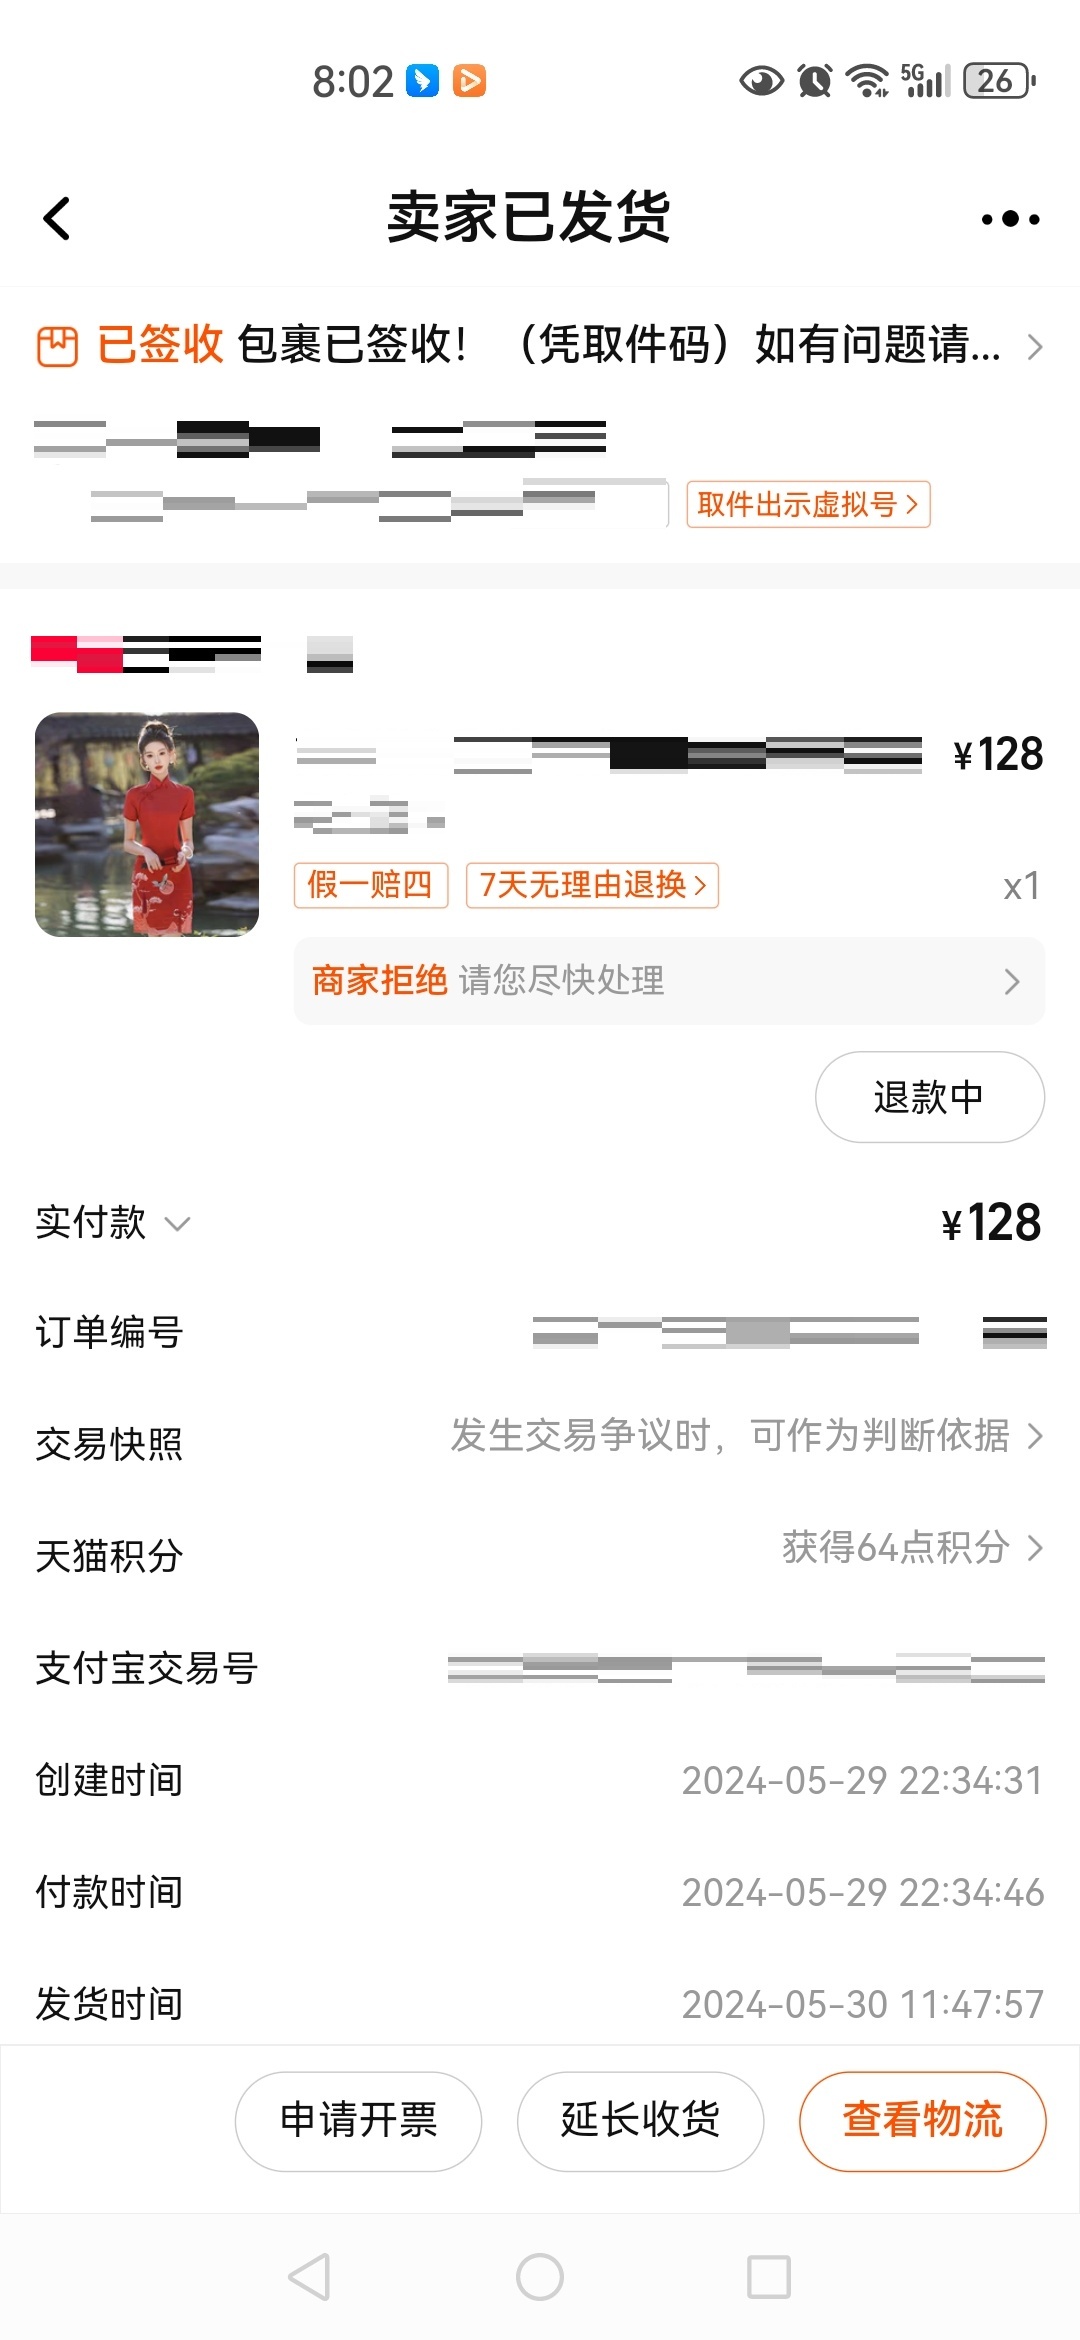 8:02
5G
26
卖家已发货
已签收 包裹已签收！（凭取件码）如有问题请...
取件出示虚拟号
¥128
假一赔四 7天无理由退换 x1
商家拒绝 请您尽快处理
退款中
实付款 ¥128
订单编号
交易快照 发生交易争议时，可作为判断依据
天猫积分 获得64点积分
支付宝交易号
创建时间 2024-05-29 22:34:31
付款时间 2024-05-29 22:34:46
发货时间 2024-05-30 11:47:57
申请开票 延长收货 查看物流